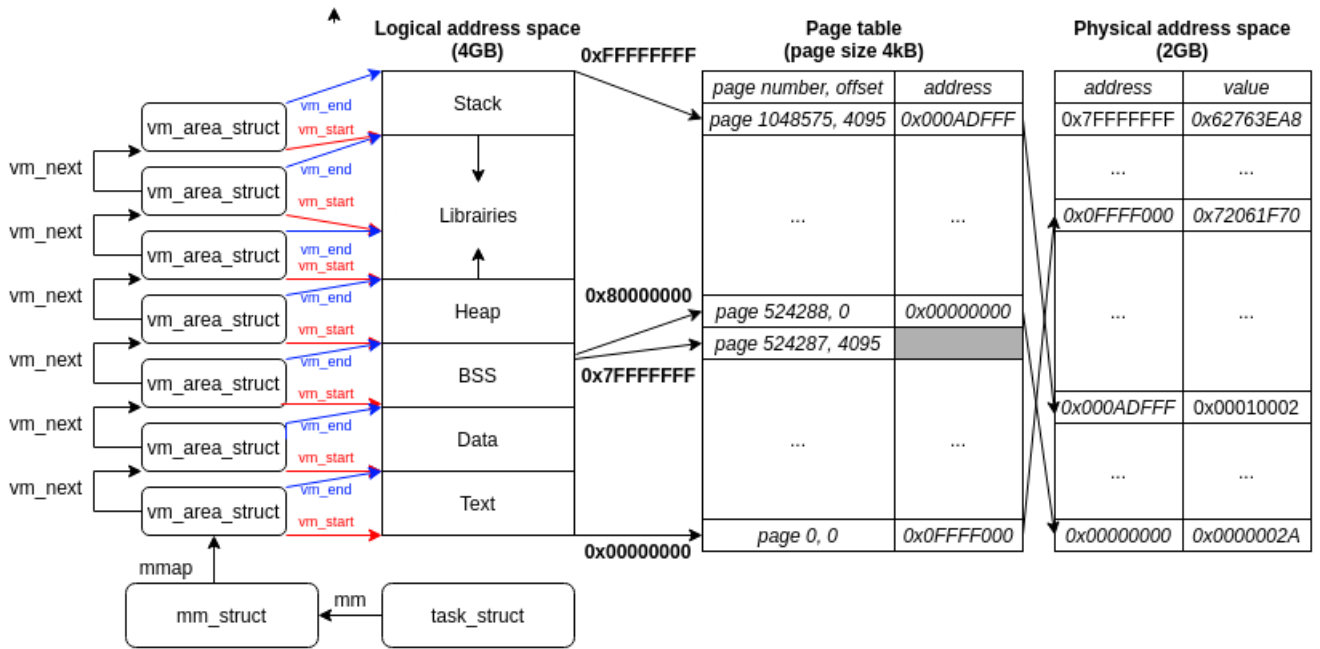 Logical address space
(4GB)
Page table
(page size 4kB)
Physical address space
(2GB)
0xFFFFFFFF
page number, offset
address
address
value
vm_area_struct
vm_end
vm_start
Stack
page 1048575, 4095
0x000ADFFF
0x7FFFFFFF
0x62763EA8
vm_next
vm_area_struct
vm_end
vm_start
...
...
vm_next
Librairies
...
...
0x0FFFF000
0x72061F70
vm_area_struct
vm_end
vm_start
vm_next
0x80000000
vm_area_struct
vm_end
vm_start
Heap
page 524288, 0
0x00000000
...
...
vm_next
page 524287, 4095
vm_area_struct
vm_end
vm_start
BSS
0x7FFFFFFF
0x000ADFFF
0x00010002
vm_next
vm_area_struct
vm_end
vm_start
Data
...
...
...
...
vm_next
vm_area_struct
vm_end
vm_start
Text
page 0, 0
0x0FFFF000
0x00000000
0x0000002A
0x00000000
mmap
mm_struct
mm
task_struct